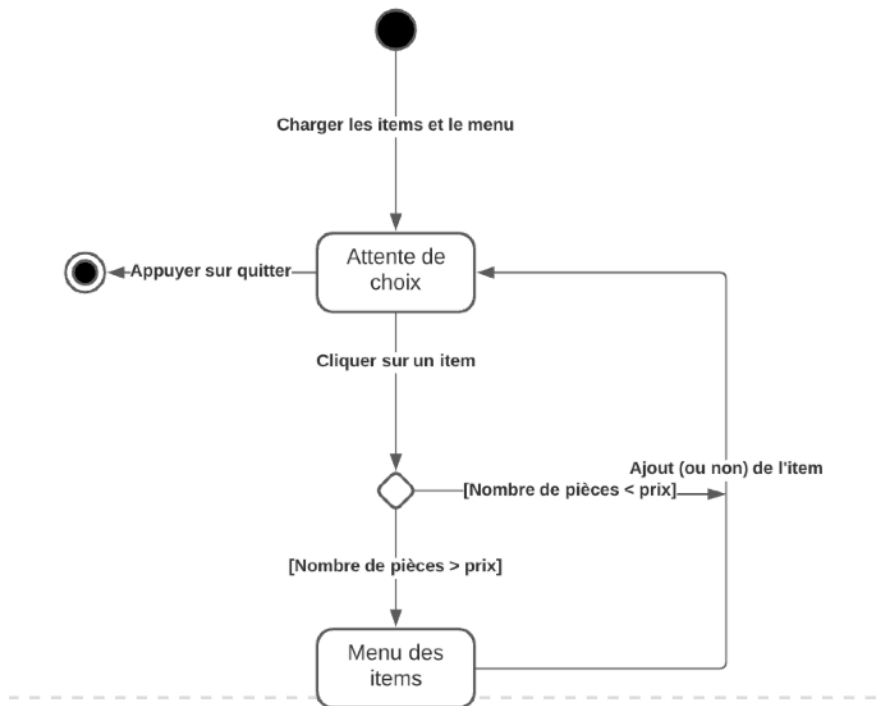 Charger les items et le menu
Attente de
choix
Appuyer sur quitter
Cliquer sur un item
Ajout (ou non) de l'item
[Nombre de pièces < prix]
[Nombre de pièces > prix]
Menu des
items